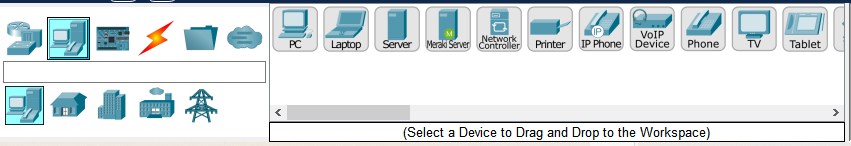 PC
Laptop
Server
Meraki Server
Network
Controller
Printer
IP
IP Phone
VoIP
Device
Phone
TV
Tablet
(Select a Device to Drag and Drop to the Workspace)